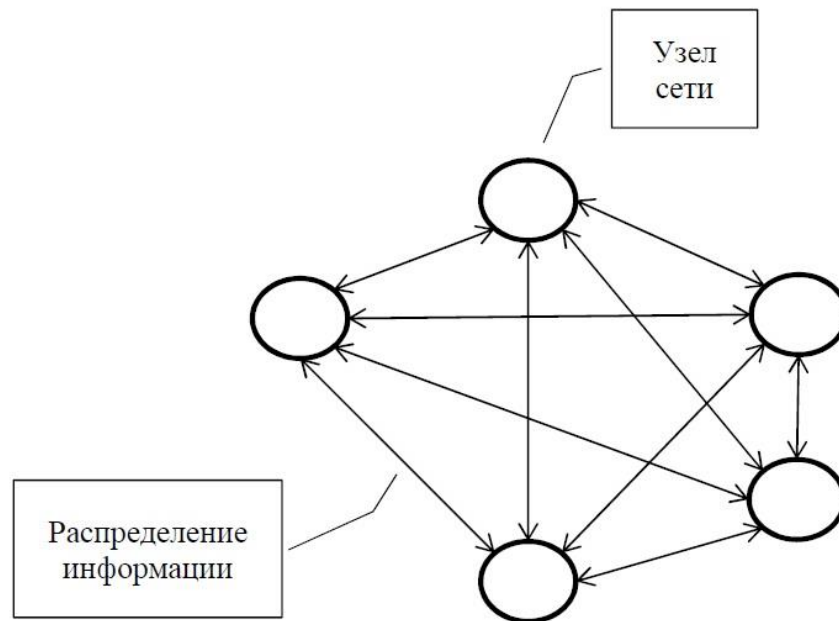 Узел
сети
Распределение
информации